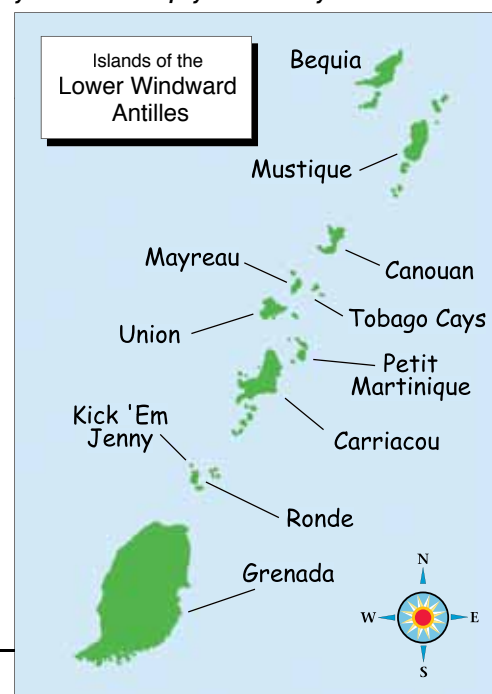 Islands of the
Lower Windward
Antilles
Bequia
Mustique
Canouan
Mayreau
Tobago Cays
Union
Petit
Martinique
Carriacou
Kick 'Em
Jenny
Ronde
Grenada
N
W
E
S